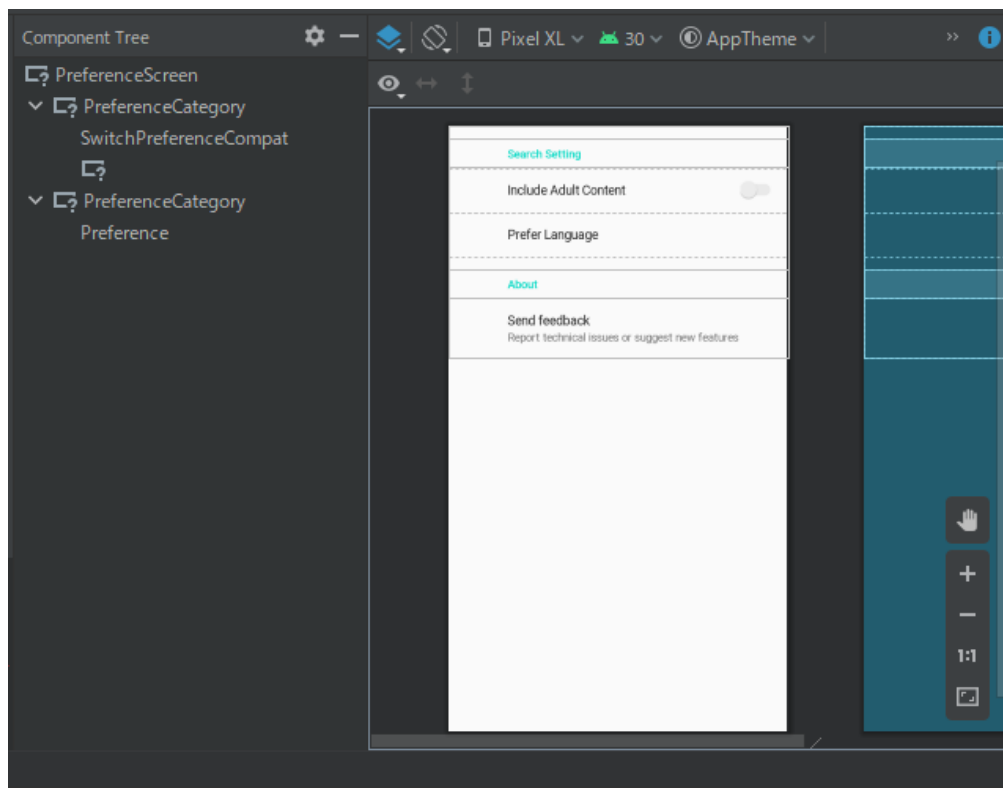 Component Tree
Pixel XL
30
AppTheme
PreferenceScreen
PreferenceCategory
SwitchPreferenceCompat
PreferenceCategory
Preference
Search Setting
Include Adult Content
Prefer Language
About
Send feedback
Report technical issues or suggest new features
1:1